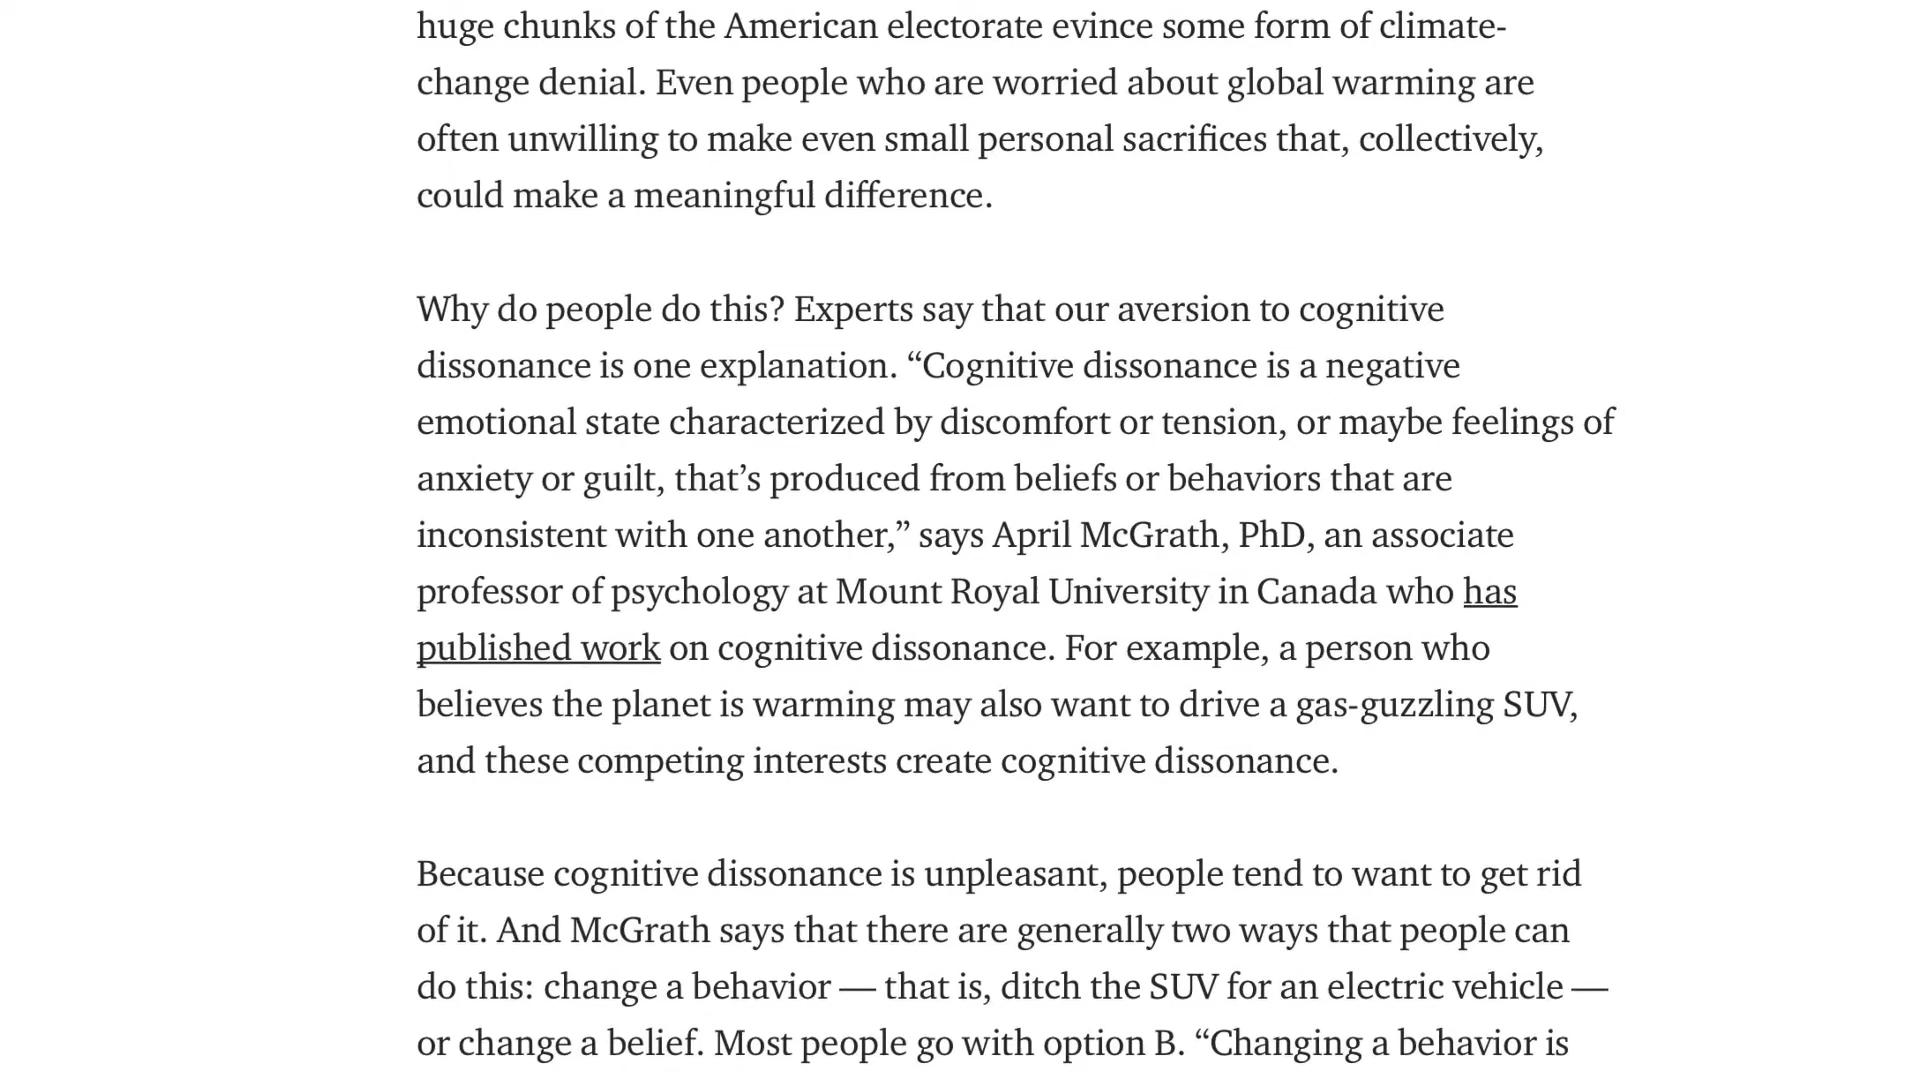 huge chunks of the American electorate evince some form of climate-
change denial. Even people who are worried about global warming are
often unwilling to make even small personal sacrifices that, collectively,
could make a meaningful difference.
Why do people do this? Experts say that our aversion to cognitive
dissonance is one explanation. “Cognitive dissonance is a negative
emotional state characterized by discomfort or tension, or maybe feelings of
anxiety or guilt, that’s produced from beliefs or behaviors that are
inconsistent with one another,” says April McGrath, PhD, an associate
professor of psychology at Mount Royal University in Canada who has
published work on cognitive dissonance. For example, a person who
believes the planet is warming may also want to drive a gas-guzzling SUV,
and these competing interests create cognitive dissonance.
Because cognitive dissonance is unpleasant, people tend to want to get rid
of it. And McGrath says that there are generally two ways that people can
do this: change a behavior — that is, ditch the SUV for an electric vehicle —
or change a belief. Most people go with option B. “Changing a behavior is